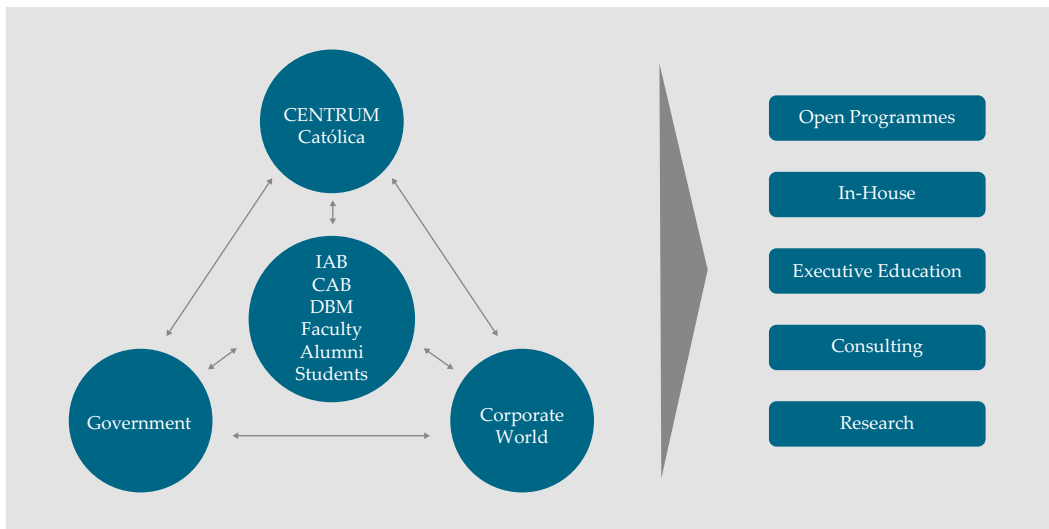 CENTRUM
Católica
IAB
CAB
DBM
Faculty
Alumni
Students
Government
Corporate
World
Open Programmes
In-House
Executive Education
Consulting
Research